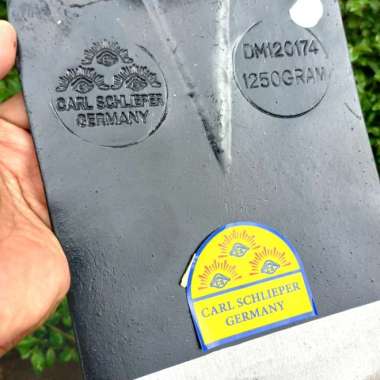 CARL SCHLIEPER
GERMANY
DM120174
1250GRAM
CARL SCHLIEPER
GERMANY